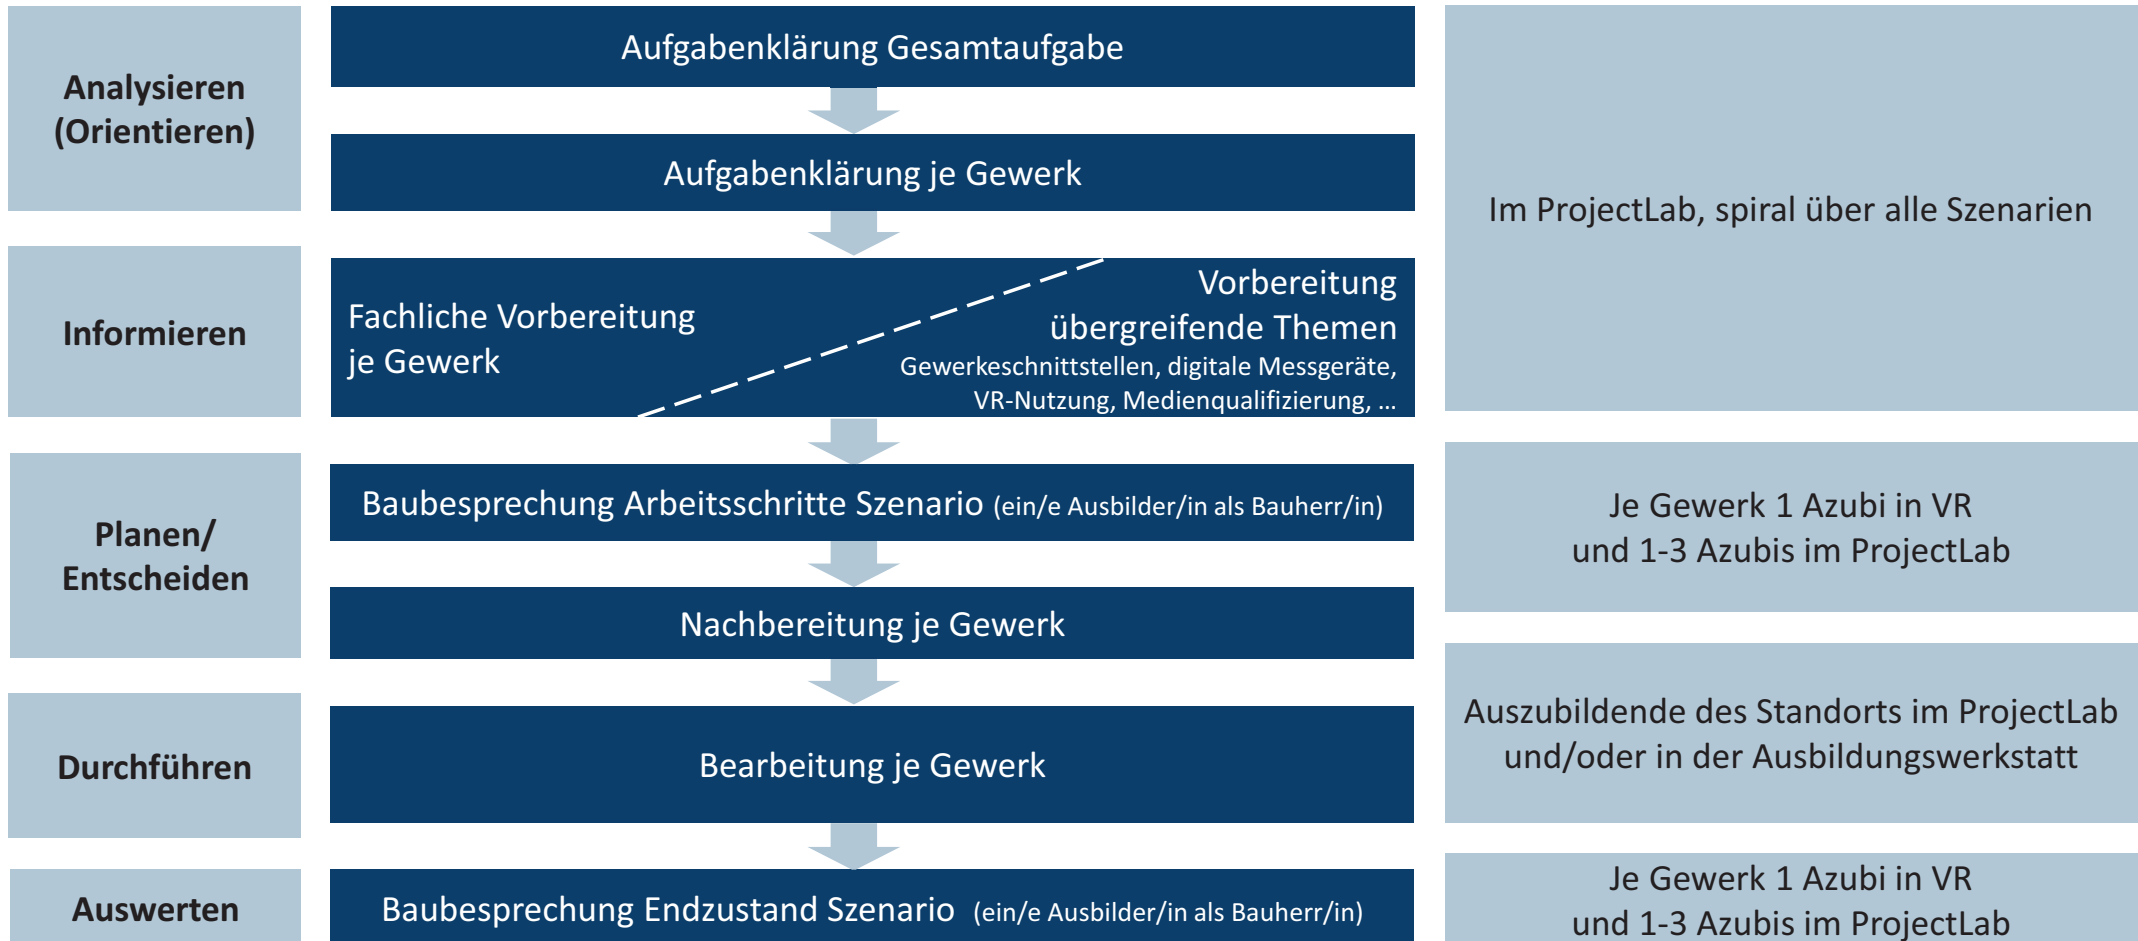 Analysieren
(Orientieren)
Aufgabenklärung Gesamtaufgabe
Aufgabenklärung je Gewerk
Im ProjectLab, spiral über alle Szenarien
Informieren
Fachliche Vorbereitung
je Gewerk
Vorbereitung
übergreifende Themen
Gewerkeschnittstellen, digitale Messgeräte,
VR-Nutzung, Medienqualifizierung, …
Planen/
Entscheiden
Baubesprechung Arbeitsschritte Szenario (ein/e Ausbilder/in als Bauherr/in)
Nachbereitung je Gewerk
Je Gewerk 1 Azubi in VR
und 1-3 Azubis im ProjectLab
Durchführen
Bearbeitung je Gewerk
Auszubildende des Standorts im ProjectLab
und/oder in der Ausbildungswerkstatt
Auswerten
Baubesprechung Endzustand Szenario (ein/e Ausbilder/in als Bauherr/in)
Je Gewerk 1 Azubi in VR
und 1-3 Azubis im ProjectLab